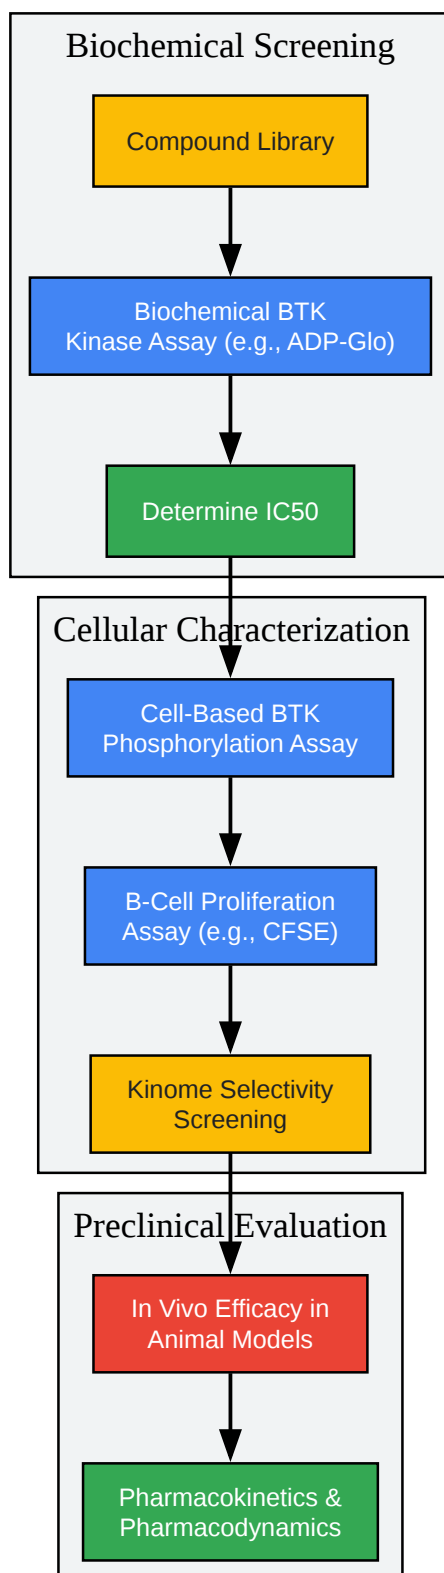 Biochemical Screening
Compound Library
Biochemical BTK
Kinase Assay (e.g., ADP-Glo)
Determine IC50
Cellular Characterization
Cell-Based BTK
Phosphorylation Assay
B-Cell Proliferation
Assay (e.g., CFSE)
Kinome Selectivity
Screening
Preclinical Evaluation
In Vivo Efficacy in
Animal Models
Pharmacokinetics &
Pharmacodynamics